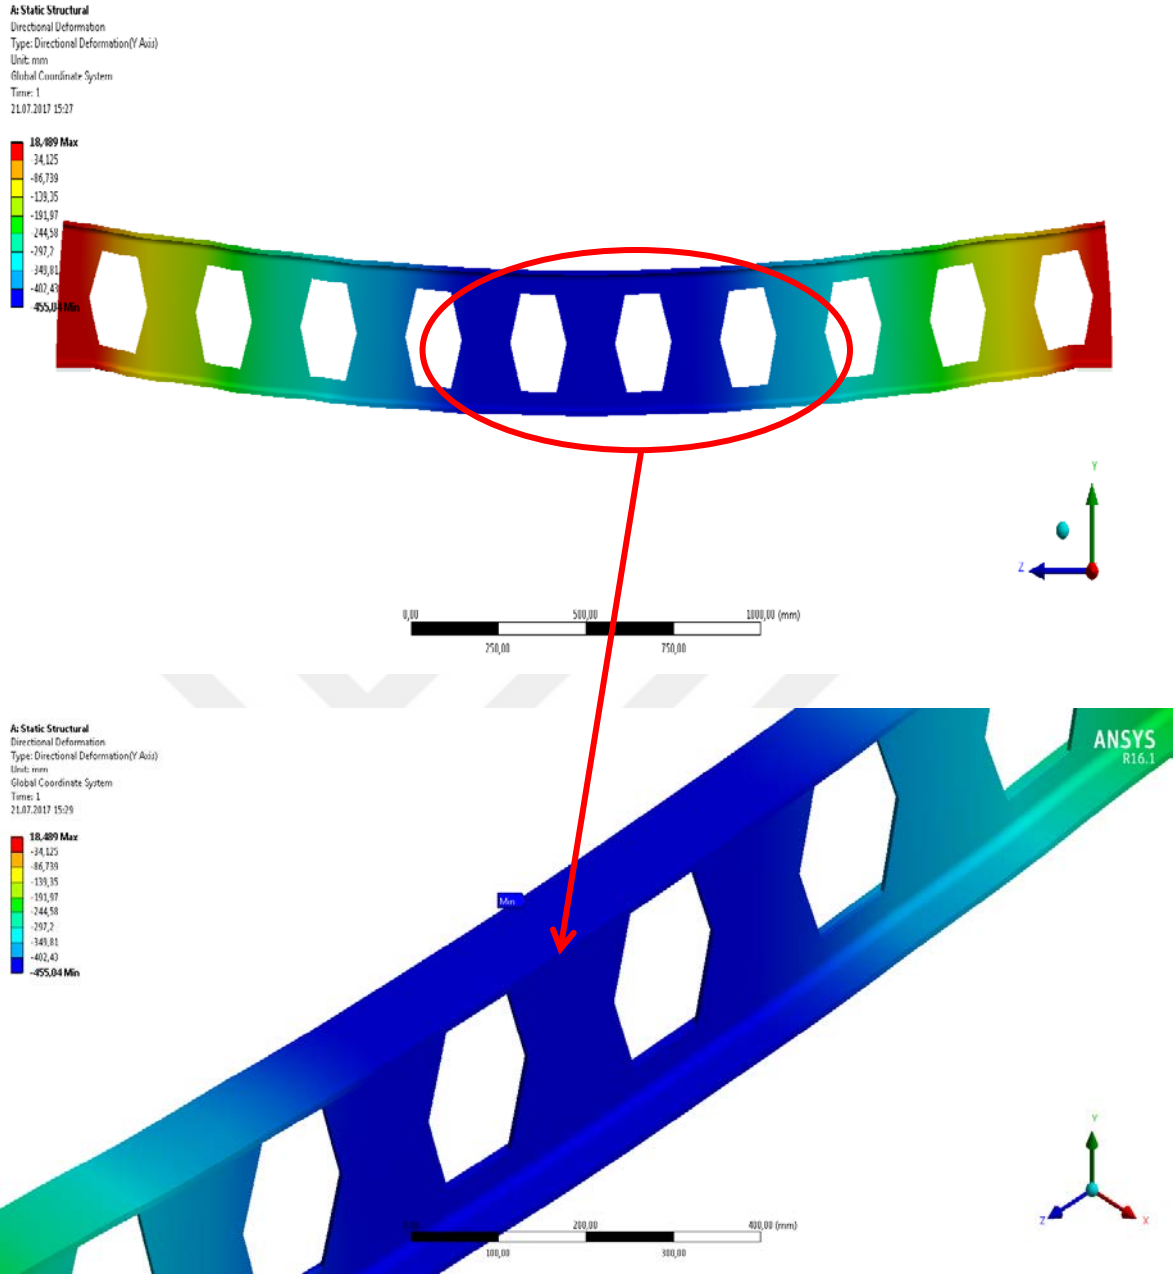 A: Static Structural
Directional Deformation
Type: Directional Deformation(Y Axis)
Unit: mm
Global Coordinate System
Time: 1
21.07.2017 15:27
18,489 Max
-34,125
-86,739
-139,35
-191,97
-244,58
-297,2
-349,81
-402,43
-455,04 Min
Y
Z
0,00
500,00
1000,00 (mm)
250,00
750,00
A: Static Structural
Directional Deformation
Type: Directional Deformation(Y Axis)
Unit: mm
Global Coordinate System
Time: 1
21.07.2017 15:29
ANSYS
R16.1
18,489 Max
-34,125
-86,739
-139,35
-191,97
-244,58
-297,2
-349,81
-402,43
-455,04 Min
Min
Y
Z
X
200,00
400,00 (mm)
100,00
300,00